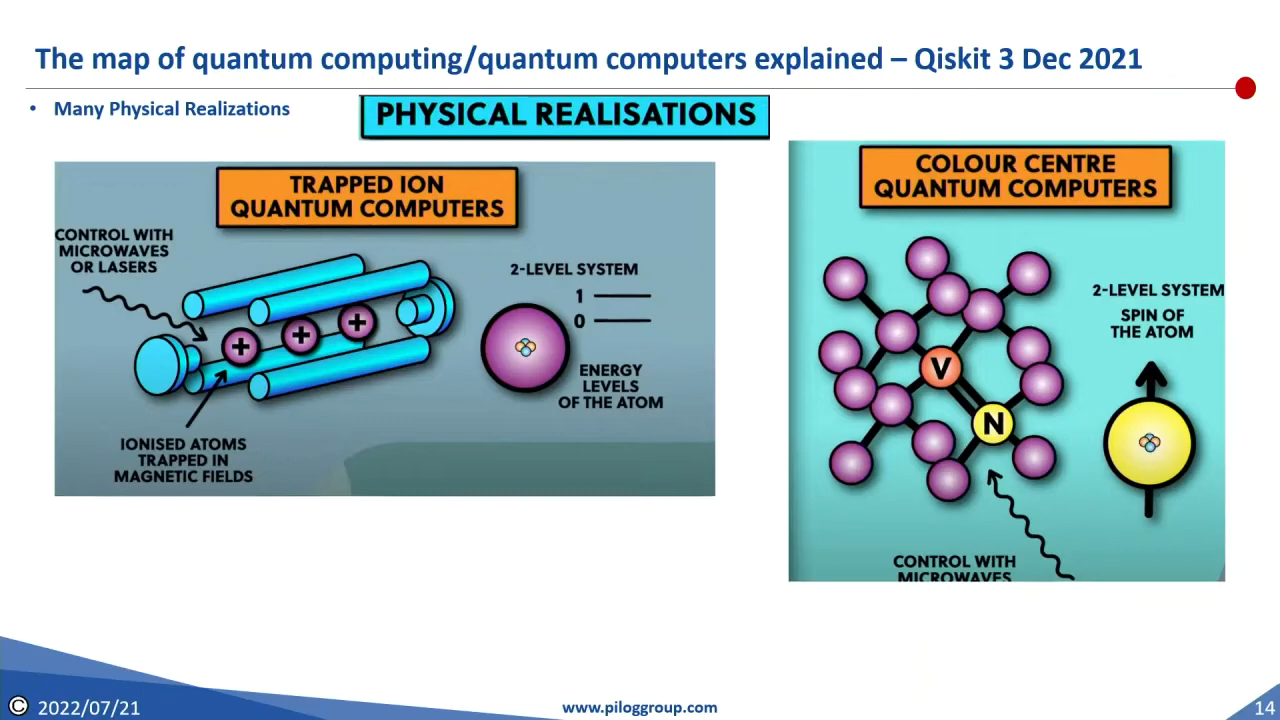 The map of quantum computing/quantum computers explained – Qiskit 3 Dec 2021
• Many Physical Realizations
PHYSICAL REALISATIONS
TRAPPED ION
QUANTUM COMPUTERS
CONTROL WITH
MICROWAVES
OR LASERS
2-LEVEL SYSTEM
1
0
+ + +
ENERGY
LEVELS
OF THE ATOM
IONISED ATOMS
TRAPPED IN
MAGNETIC FIELDS
COLOUR CENTRE
QUANTUM COMPUTERS
2-LEVEL SYSTEM
SPIN OF
THE ATOM
V
N
CONTROL WITH
MICROWAVES
© 2022/07/21
www.piloggroup.com
14